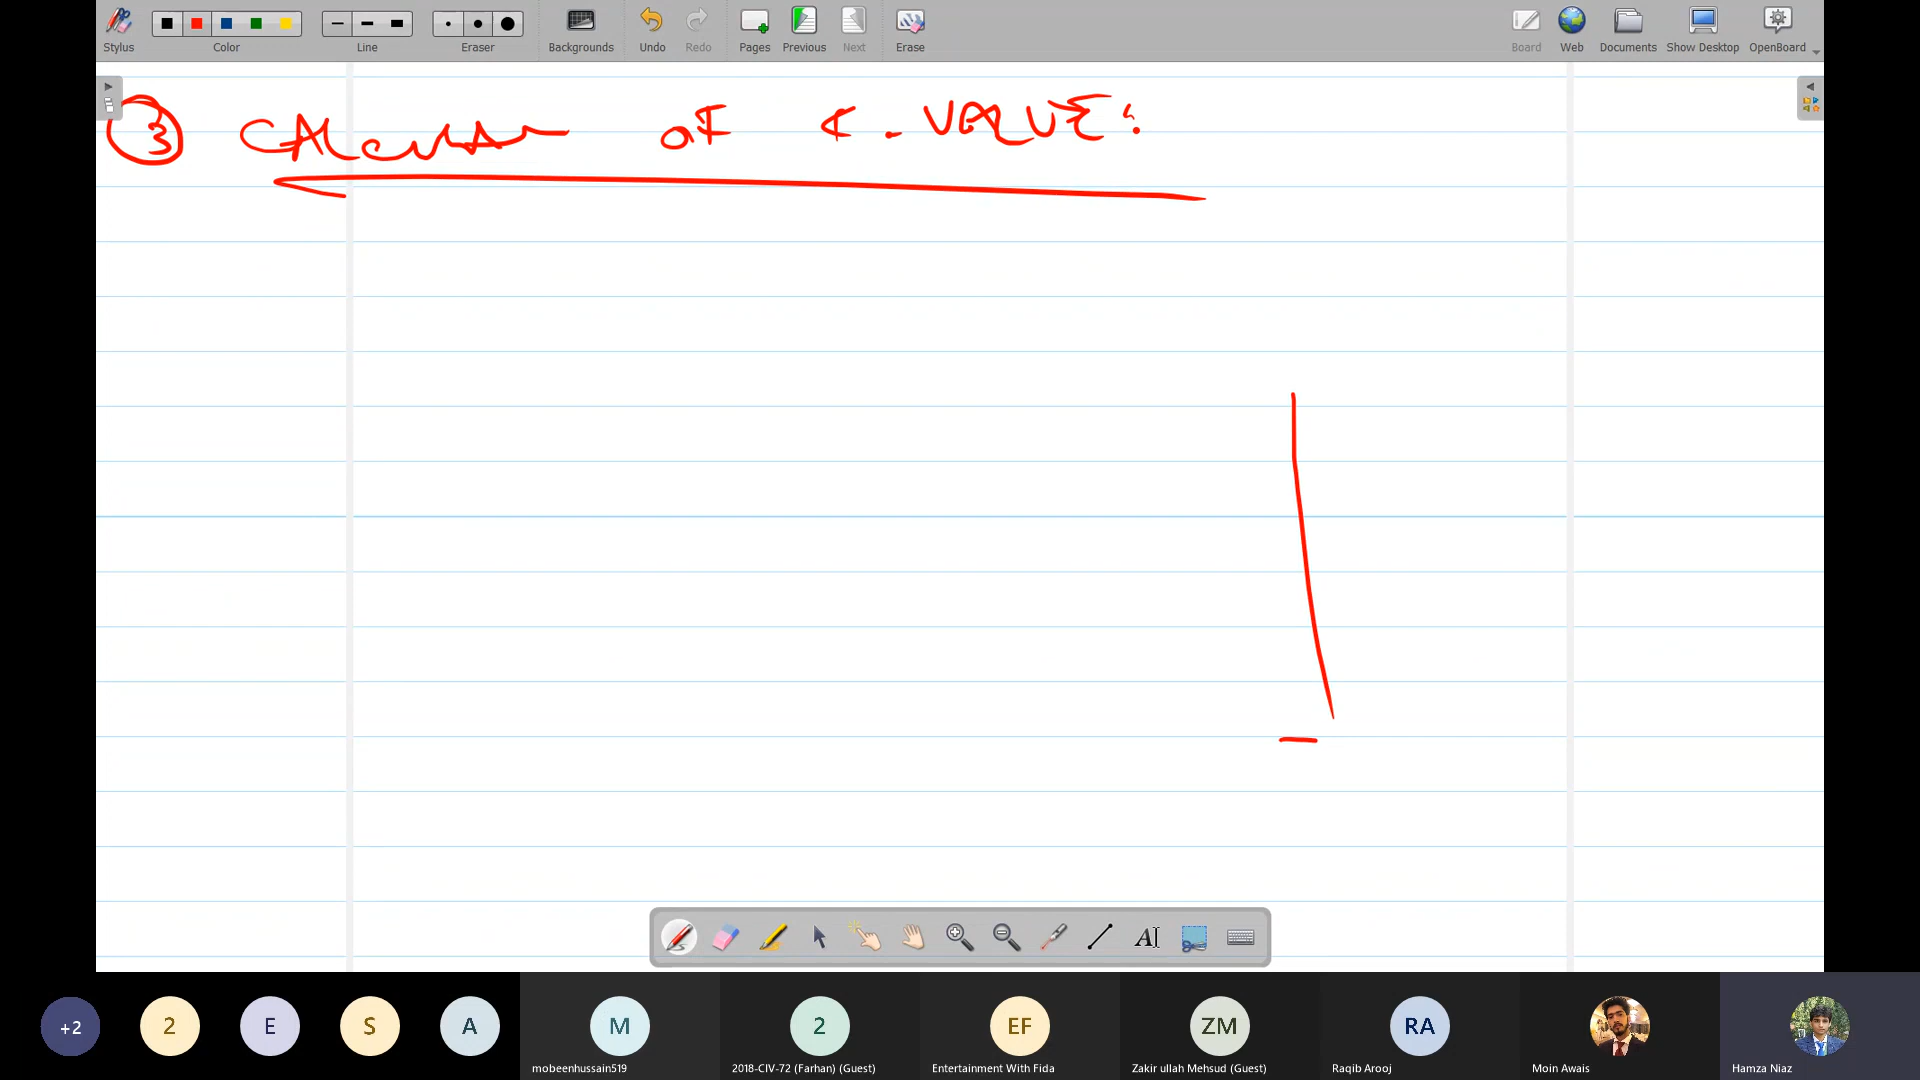 Stylus
Color
Line
Eraser
Backgrounds
Undo
Redo
Pages
Previous
Next
Erase
Board
Web
Documents
Show Desktop
OpenBoard
3
OF
VALUE:
AI
+2
2
E
S
A
M
mobeenhussain519
2
2018-CIV-72 (Farhan) (Guest)
EF
Entertainment With Fida
ZM
Zakir ullah Mehsud (Guest)
RA
Raqib Arooj
Moin Awais
Hamza Niaz